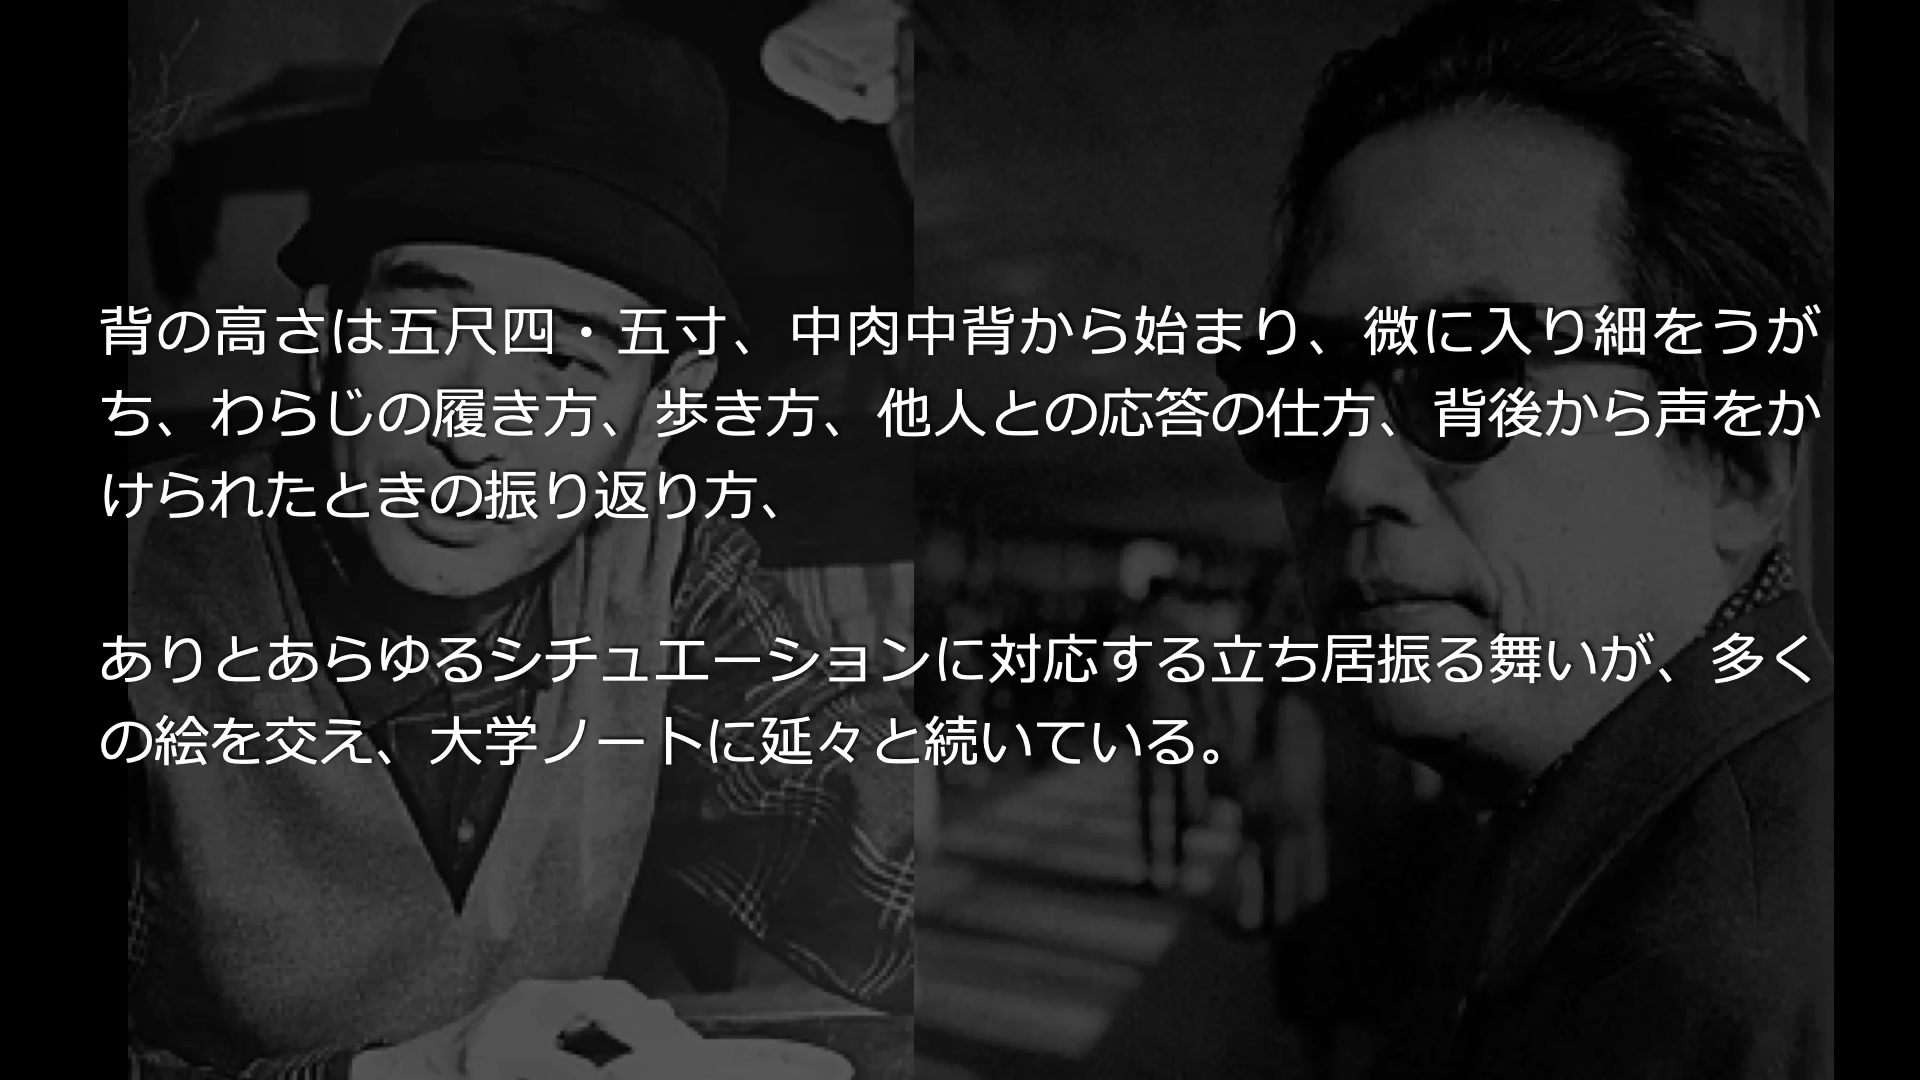 背の高さは五尺四・五寸、中肉中背から始まり、微に入り細をうが
ち、わらじの履き方、歩き方、他人との応答の仕方、背後から声をか
けられたときの振り返り方、
ありとあらゆるシチュエーションに対応する立ち居振る舞いが、多く
の絵を交え、大学ノートに延々と続いている。